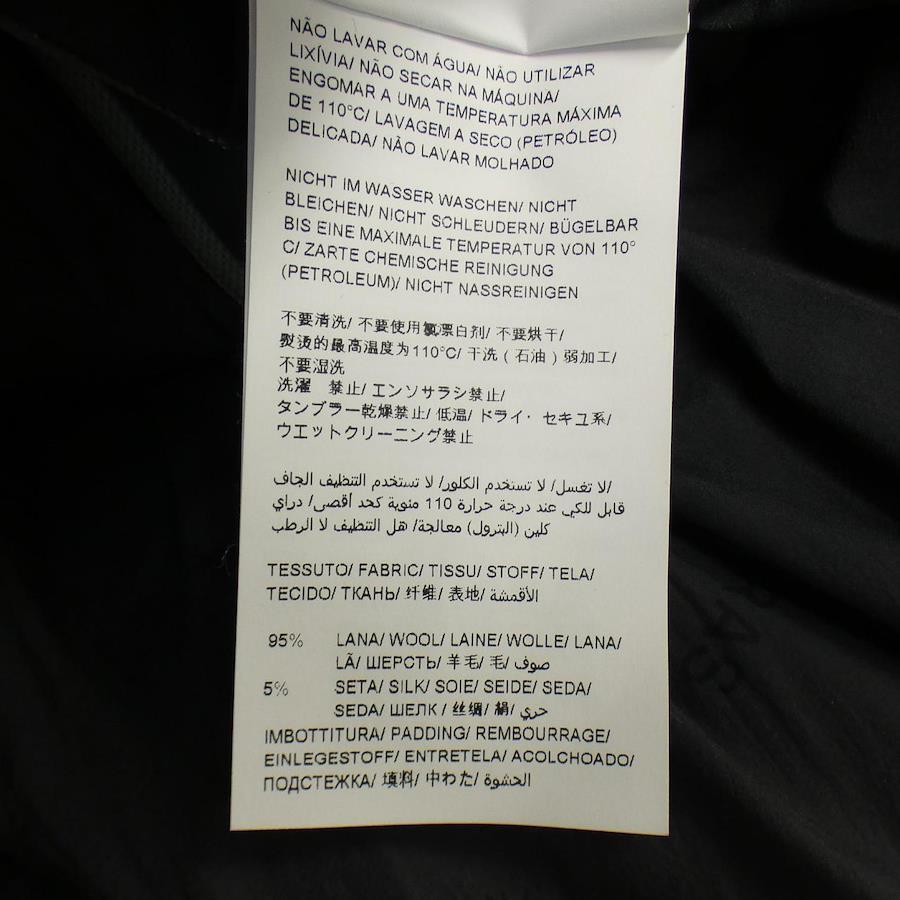 NÃO LAVAR COM ÁGUA/ NÃO UTILIZAR
LIXÍVIA/ NÃO SECAR NA MÁQUINA/
ENGOMAR A UMA TEMPERATURA MÁXIMA
DE 110°C/ LAVAGEM A SECO (PETRÓLEO)
DELICADA/ NÃO LAVAR MOLHADO
NICHT IM WASSER WASCHEN/ NICHT
BLEICHEN/ NICHT SCHLEUDERN/ BÜGELBAR
BIS EINE MAXIMALE TEMPERATUR VON 110°
C/ ZARTE CHEMISCHE REINIGUNG
(PETROLEUM)/ NICHT NASSREINIGEN
不要清洗/ 不要使用氯漂白剂/ 不要烘干/
熨烫的最高温度为110°C/ 干洗（石油）弱加工/
不要湿洗
洗濯　禁止/ エンソサラシ禁止/
タンブラー乾燥禁止/ 低温/ ドライ・ セキユ系/
ウエットクリーニング禁止
لا تغسل/ لا تستخدم الكلور/ لا تستخدم التنظيف الجاف/
قابل للكي عند درجة حرارة 110 مئوية كحد أقصى/ دراي
كلين (البترول) معالجة/ هل التنظيف لا الرطب
TESSUTO/ FABRIC/ TISSU/ STOFF/ TELA/
TECIDO/ ТКАНЬ/ 纤维/ 表地/ الأقمشة
95% LANA/ WOOL/ LAINE/ WOLLE/ LANA/
LÃ/ ШЕРСТЬ/ 羊毛/ 毛/ صوف
5% SETA/ SILK/ SOIE/ SEIDE/ SEDA/
SEDA/ ШЕЛК / 丝绸/ 絹/ حري
IMBOTTITURA/ PADDING/ REMBOURRAGE/
EINLEGESTOFF/ ENTRETELA/ ACOLCHOADO/
ПОДСТЕЖКА/ 填料/ 中わた/ الحشوة